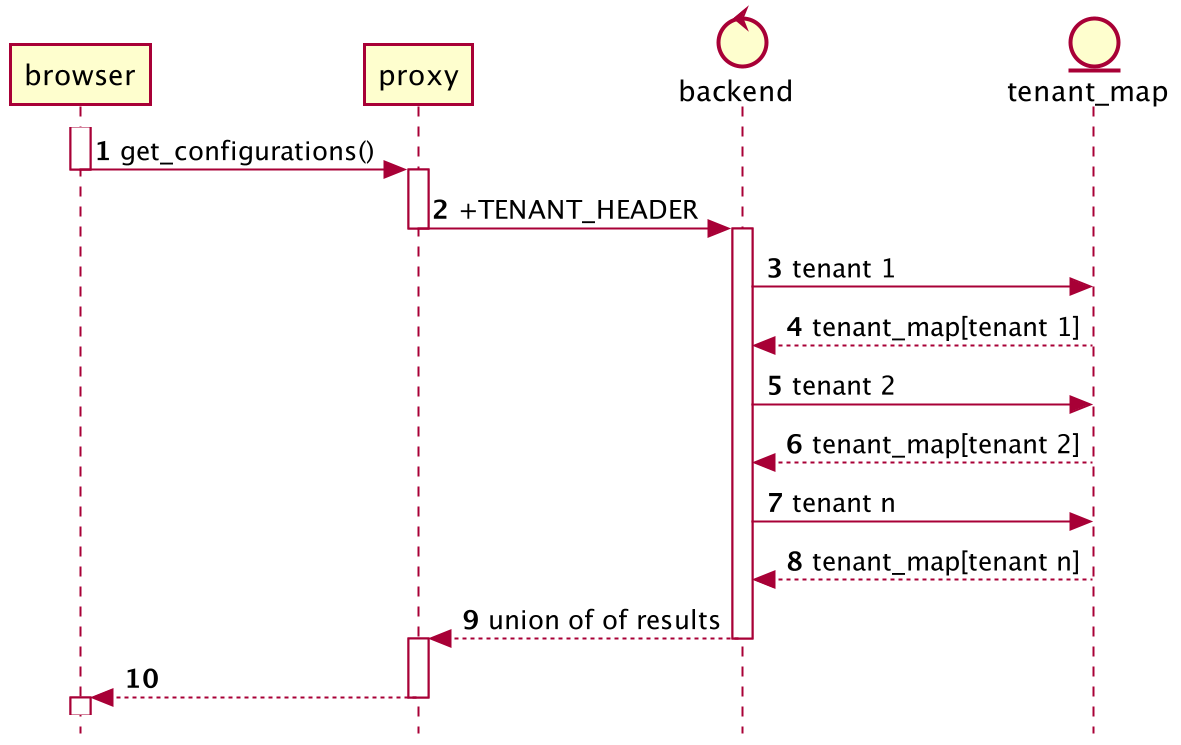 browser
proxy
backend
tenant_map
1 get_configurations()
2 +TENANT_HEADER
3 tenant 1
4 tenant_map[tenant 1]
5 tenant 2
6 tenant_map[tenant 2]
7 tenant n
8 tenant_map[tenant n]
9 union of of results
10